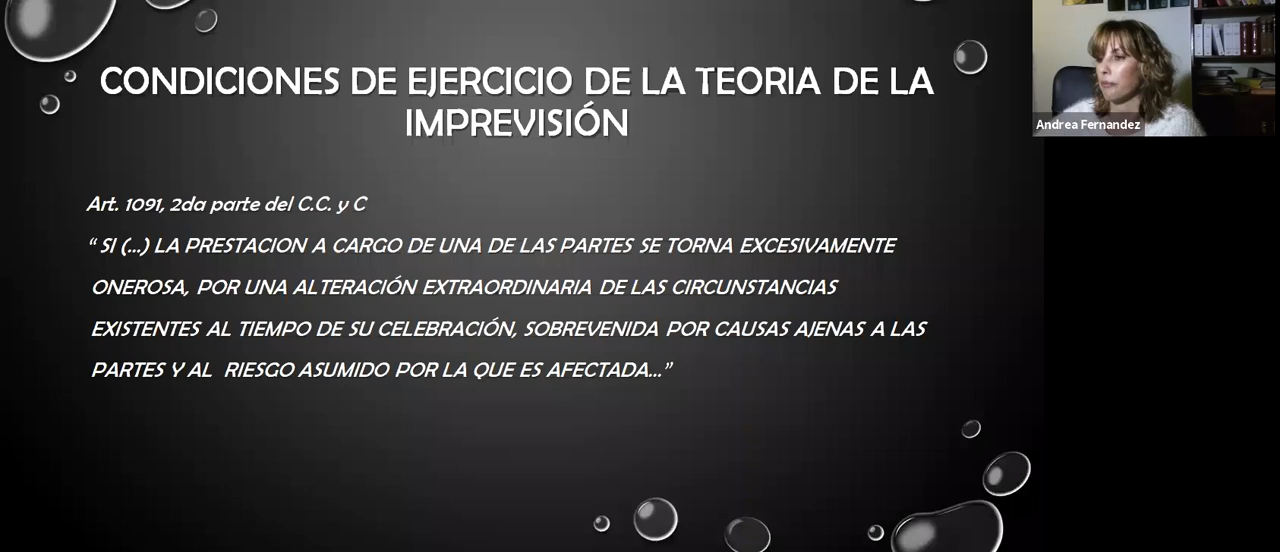 CONDICIONES DE EJERCICIO DE LA TEORIA DE LA
IMPREVISIÓN
Art. 1091, 2da parte del C.C. y C
“ SI (...) LA PRESTACION A CARGO DE UNA DE LAS PARTES SE TORNA EXCESIVAMENTE
ONEROSA, POR UNA ALTERACIÓN EXTRAORDINARIA DE LAS CIRCUNSTANCIAS
EXISTENTES AL TIEMPO DE SU CELEBRACIÓN, SOBREVENIDA POR CAUSAS AJENAS A LAS
PARTES Y AL RIESGO ASUMIDO POR LA QUE ES AFECTADA...”
Andrea Fernandez